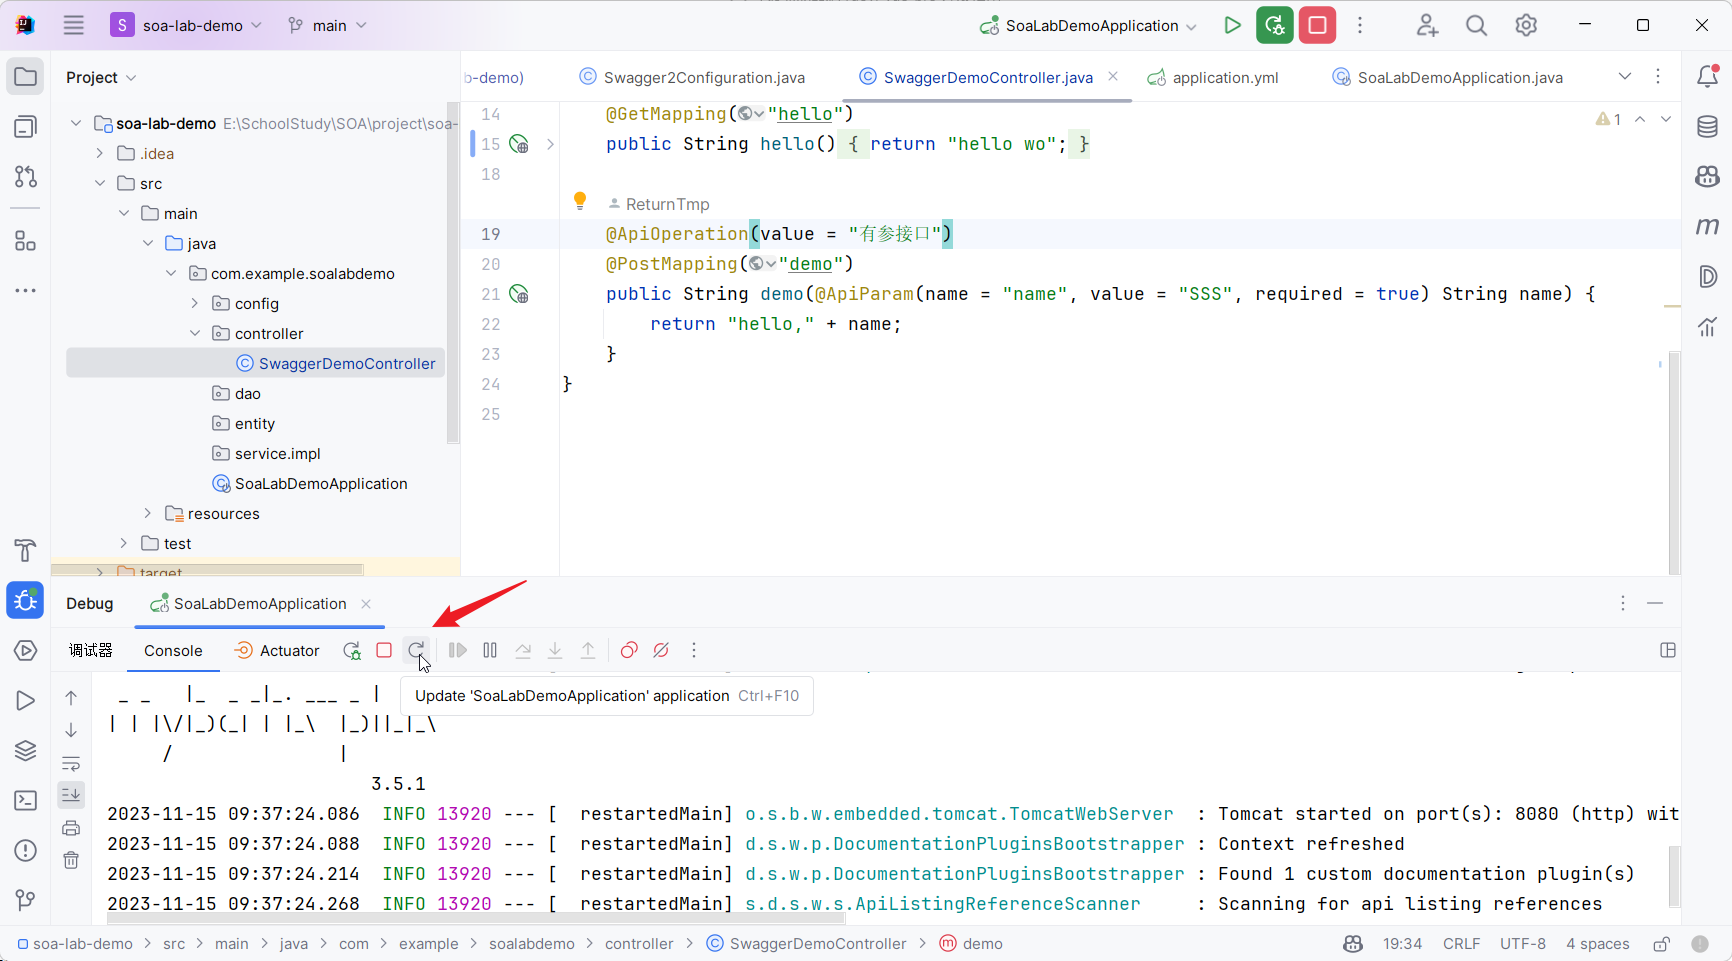 S soa-lab-demo main SoaLabDemoApplication
Project
b-demo) Swagger2Configuration.java SwaggerDemoController.java application.yml SoaLabDemoApplication.java
soa-lab-demo E:\SchoolStudy\SOA\project\soa-
.idea
src
main
java
com.example.soalabdemo
config
controller
SwaggerDemoController
dao
entity
service.impl
SoaLabDemoApplication
resources
test
target
14 @GetMapping("hello")
15 public String hello() { return "hello wo"; }
18
ReturnTmp
19 @ApiOperation(value = "有参接口")
20 @PostMapping("demo")
21 public String demo(@ApiParam(name = "name", value = "SSS", required = true) String name) {
22 return "hello," + name;
23 }
24 }
25
1
Debug SoaLabDemoApplication
调试器 Console Actuator
Update 'SoaLabDemoApplication' application Ctrl+F10
_ _ |_ _ _|_. ___ _ |
| | |\/|_)(_| | |_\ |_)||_|_\
/ |
3.5.1
2023-11-15 09:37:24.086 INFO 13920 --- [ restartedMain] o.s.b.w.embedded.tomcat.TomcatWebServer : Tomcat started on port(s): 8080 (http) wit
2023-11-15 09:37:24.088 INFO 13920 --- [ restartedMain] d.s.w.p.DocumentationPluginsBootstrapper : Context refreshed
2023-11-15 09:37:24.214 INFO 13920 --- [ restartedMain] d.s.w.p.DocumentationPluginsBootstrapper : Found 1 custom documentation plugin(s)
2023-11-15 09:37:24.268 INFO 13920 --- [ restartedMain] s.d.s.w.s.ApiListingReferenceScanner : Scanning for api listing references
soa-lab-demo > src > main > java > com > example > soalabdemo > controller > SwaggerDemoController > demo 19:34 CRLF UTF-8 4 spaces